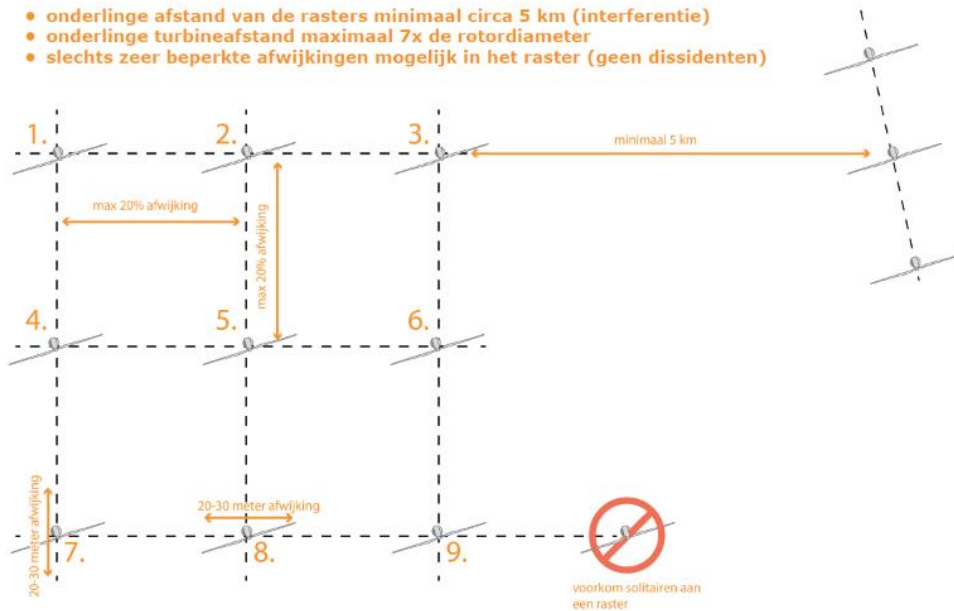 • onderlinge afstand van de rasters minimaal circa 5 km (interferentie)
• onderlinge turbineafstand maximaal 7x de rotordiameter
• slechts zeer beperkte afwijkingen mogelijk in het raster (geen dissidenten)
1.
2.
3.
minimaal 5 km
max 20% afwijking
max 20% afwijking
4.
5.
6.
20-30 meter afwijking
20-30 meter afwijking
7.
8.
9.
voorkom solitairen aan
een raster